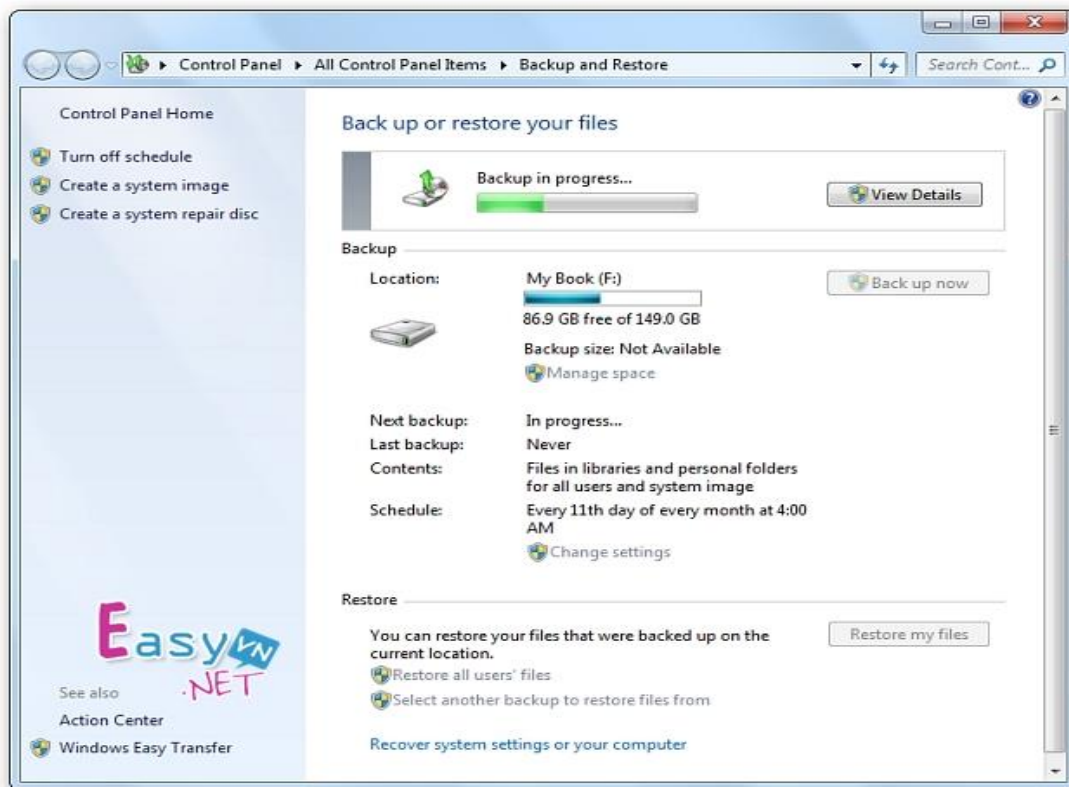 Control Panel ▸ All Control Panel Items ▸ Backup and Restore
Search Cont...
Control Panel Home
Turn off schedule
Create a system image
Create a system repair disc
Back up or restore your files
Backup in progress...
View Details
Backup
Location:
My Book (F:)
Back up now
86.9 GB free of 149.0 GB
Backup size: Not Available
Manage space
Next backup:
In progress...
Last backup:
Never
Contents:
Files in libraries and personal folders
for all users and system image
Schedule:
Every 11th day of every month at 4:00
AM
Change settings
Restore
You can restore your files that were backed up on the
current location.
Restore my files
Restore all users' files
Select another backup to restore files from
Recover system settings or your computer
Easy VN
.NET
See also
Action Center
Windows Easy Transfer